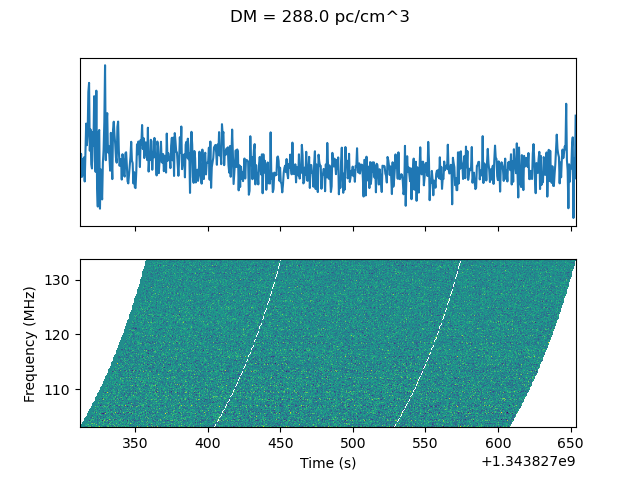 DM = 288.0 pc/cm^3
130
120
110
Frequency (MHz)
350 400 450 500 550 600 650
Time (s)
+1.343827e9